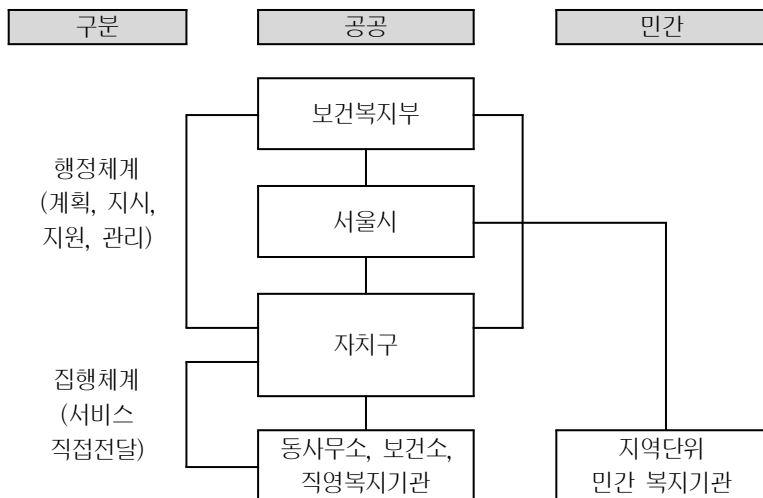 구분
공공
민간
보건복지부
행정체계
(계획, 지시,
지원, 관리)
서울시
자치구
집행체계
(서비스
직접전달)
동사무소, 보건소,
직영복지기관
지역단위
민간 복지기관